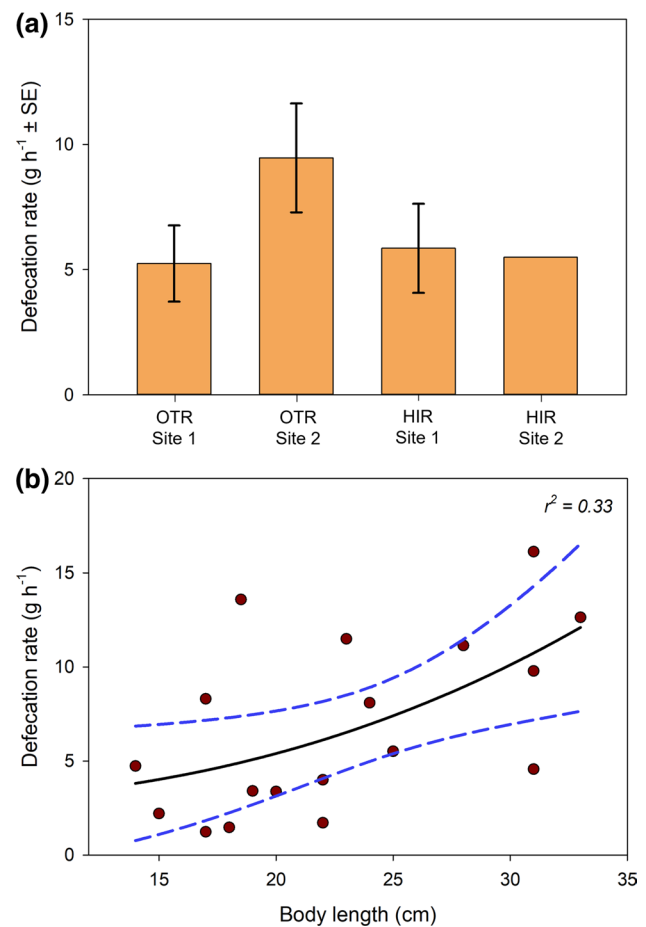 (a)
Defecation rate (g h⁻¹ ± SE)
15
10
5
0
OTR
Site 1
OTR
Site 2
HIR
Site 1
HIR
Site 2
(b)
Defecation rate (g h⁻¹)
20
15
10
5
0
r² = 0.33
15
20
25
30
35
Body length (cm)